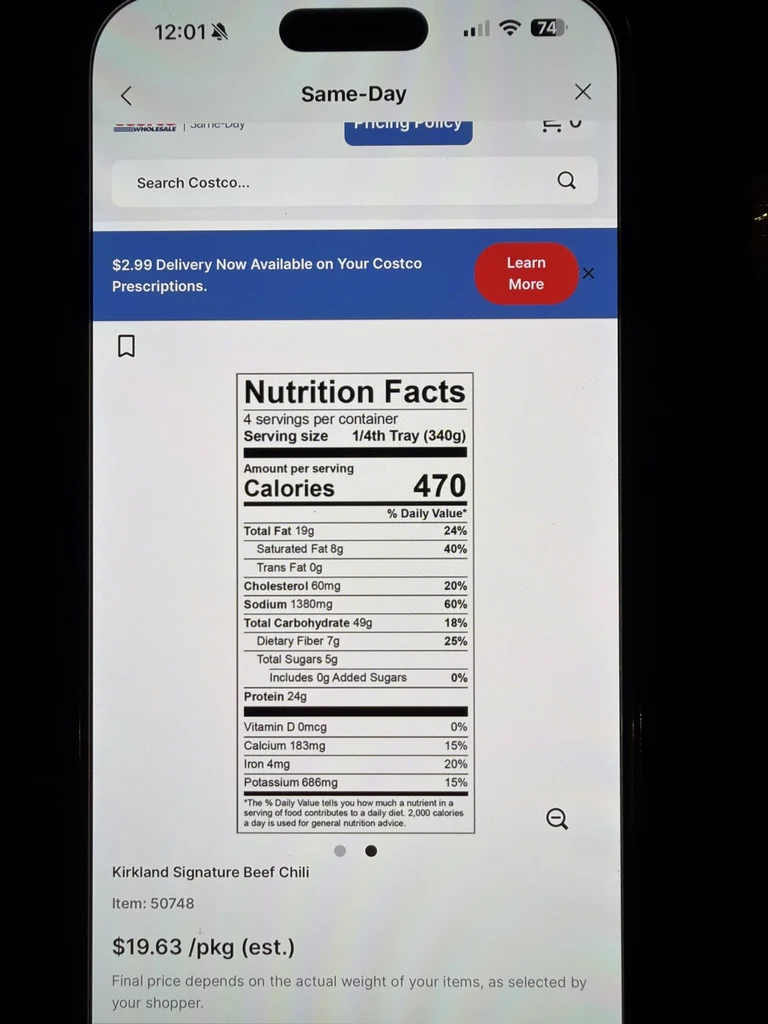 12:01
74
Same-Day
WHOLESALE | Same-Day
Pricing Policy
0
Search Costco...
$2.99 Delivery Now Available on Your Costco
Prescriptions.
Learn
More
Nutrition Facts
4 servings per container
Serving size 1/4th Tray (340g)
Amount per serving
Calories 470
% Daily Value*
Total Fat 19g 24%
Saturated Fat 8g 40%
Trans Fat 0g
Cholesterol 60mg 20%
Sodium 1380mg 60%
Total Carbohydrate 49g 18%
Dietary Fiber 7g 25%
Total Sugars 5g
Includes 0g Added Sugars 0%
Protein 24g
Vitamin D 0mcg 0%
Calcium 183mg 15%
Iron 4mg 20%
Potassium 686mg 15%
*The % Daily Value tells you how much a nutrient in a
serving of food contributes to a daily diet. 2,000 calories
a day is used for general nutrition advice.
Kirkland Signature Beef Chili
Item: 50748
$19.63 /pkg (est.)
Final price depends on the actual weight of your items, as selected by
your shopper.